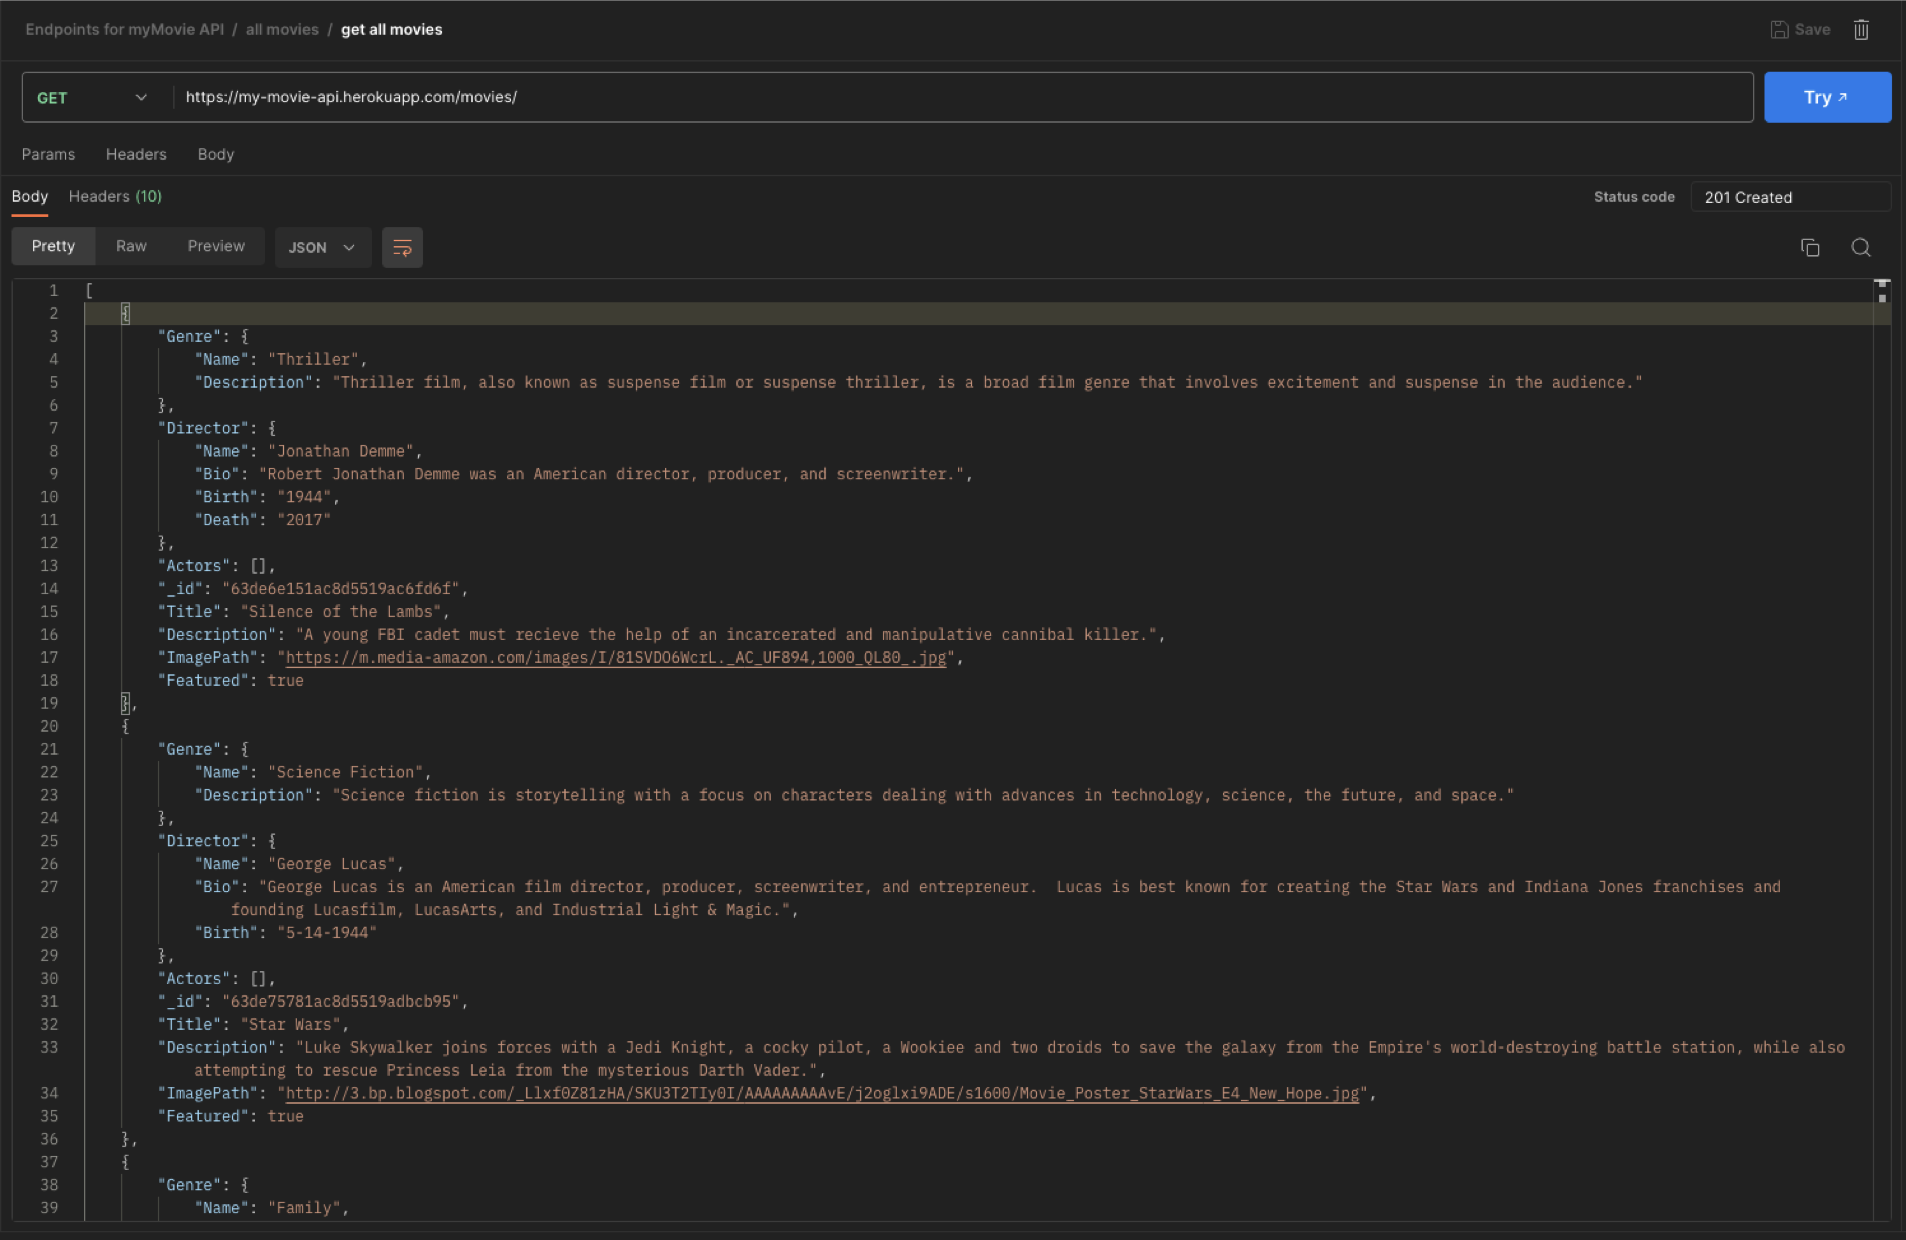 Endpoints for myMovie API / all movies / get all movies
Save
GET
https://my-movie-api.herokuapp.com/movies/
Try ↗
Params Headers Body
Body Headers (10)
Status code 201 Created
Pretty Raw Preview JSON
1 [
2 {
3 "Genre": {
4 "Name": "Thriller",
5 "Description": "Thriller film, also known as suspense film or suspense thriller, is a broad film genre that involves excitement and suspense in the audience."
6 },
7 "Director": {
8 "Name": "Jonathan Demme",
9 "Bio": "Robert Jonathan Demme was an American director, producer, and screenwriter.",
10 "Birth": "1944",
11 "Death": "2017"
12 },
13 "Actors": [],
14 "_id": "63de6e151ac8d5519ac6fd6f",
15 "Title": "Silence of the Lambs",
16 "Description": "A young FBI cadet must recieve the help of an incarcerated and manipulative cannibal killer.",
17 "ImagePath": "https://m.media-amazon.com/images/I/81SVDO6WcrL._AC_UF894,1000_QL80_.jpg",
18 "Featured": true
19 },
20 {
21 "Genre": {
22 "Name": "Science Fiction",
23 "Description": "Science fiction is storytelling with a focus on characters dealing with advances in technology, science, the future, and space."
24 },
25 "Director": {
26 "Name": "George Lucas",
27 "Bio": "George Lucas is an American film director, producer, screenwriter, and entrepreneur.  Lucas is best known for creating the Star Wars and Indiana Jones franchises and
founding Lucasfilm, LucasArts, and Industrial Light & Magic.",
28 "Birth": "5-14-1944"
29 },
30 "Actors": [],
31 "_id": "63de75781ac8d5519adbcb95",
32 "Title": "Star Wars",
33 "Description": "Luke Skywalker joins forces with a Jedi Knight, a cocky pilot, a Wookiee and two droids to save the galaxy from the Empire's world-destroying battle station, while also
attempting to rescue Princess Leia from the mysterious Darth Vader.",
34 "ImagePath": "http://3.bp.blogspot.com/_Llxf0Z81zHA/SKU3T2TIy0I/AAAAAAAAAvE/j2oglxi9ADE/s1600/Movie_Poster_StarWars_E4_New_Hope.jpg",
35 "Featured": true
36 },
37 {
38 "Genre": {
39 "Name": "Family",